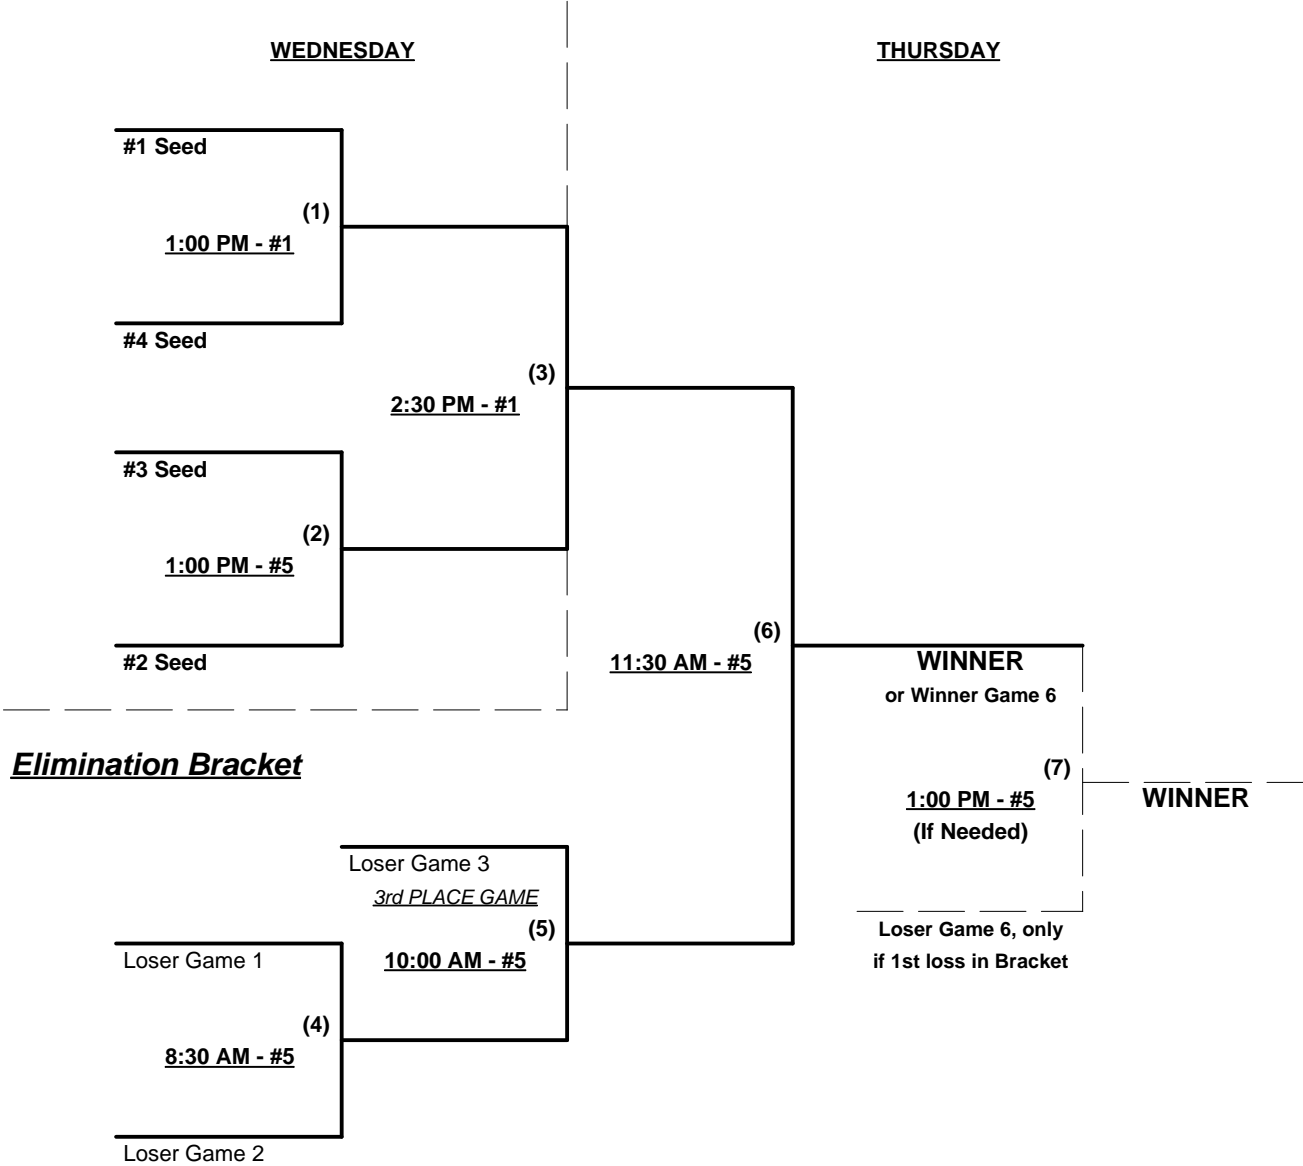 WEDNESDAY
THURSDAY
#1 Seed
(1)
1:00 PM - #1
#4 Seed
(3)
2:30 PM - #1
#3 Seed
(2)
1:00 PM - #5
#2 Seed
(6)
11:30 AM - #5
WINNER
or Winner Game 6
Elimination Bracket
(7)
1:00 PM - #5
(If Needed)
WINNER
Loser Game 3
3rd PLACE GAME
(5)
10:00 AM - #5
Loser Game 6, only
if 1st loss in Bracket
Loser Game 1
(4)
8:30 AM - #5
Loser Game 2